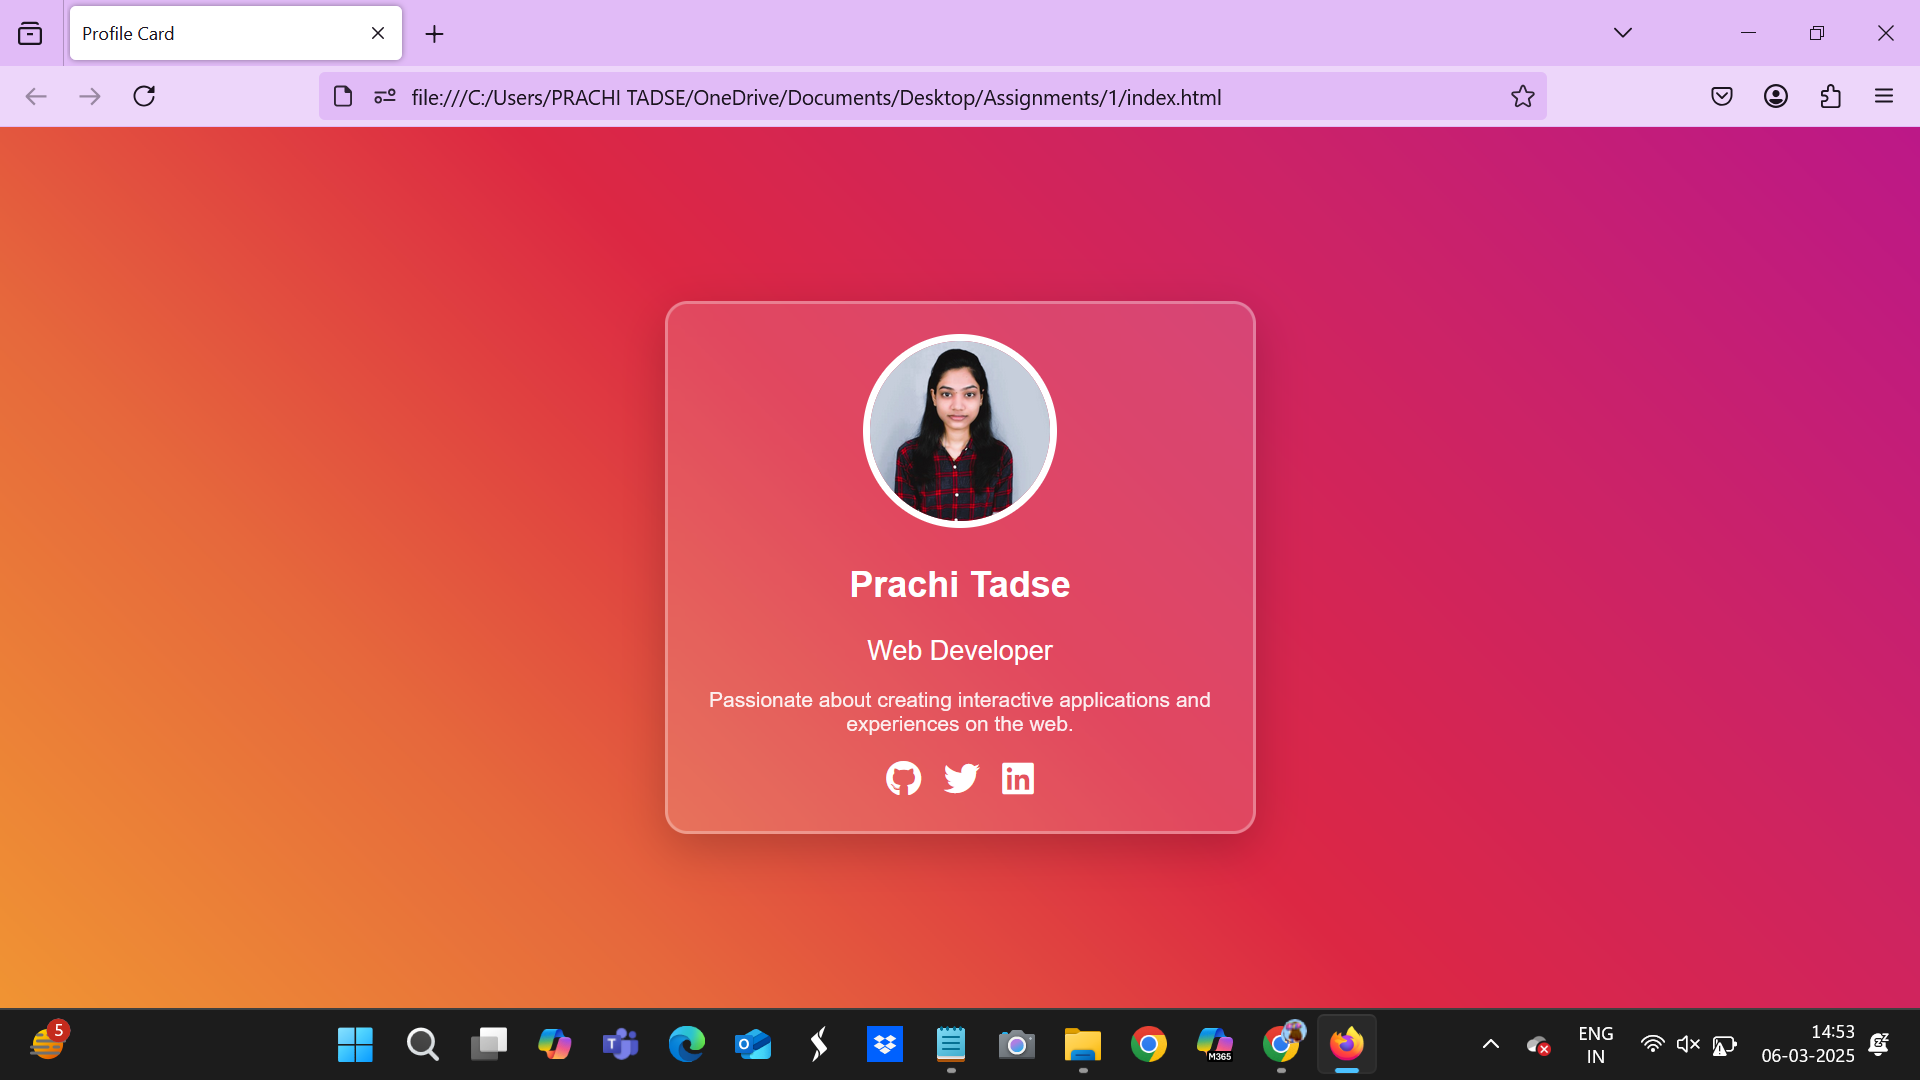 Profile Card
file:///C:/Users/PRACHI TADSE/OneDrive/Documents/Desktop/Assignments/1/index.html
Prachi Tadse
Web Developer
Passionate about creating interactive applications and
experiences on the web.
in
5
T
O
M365
ENG
IN
14:53
06-03-2025